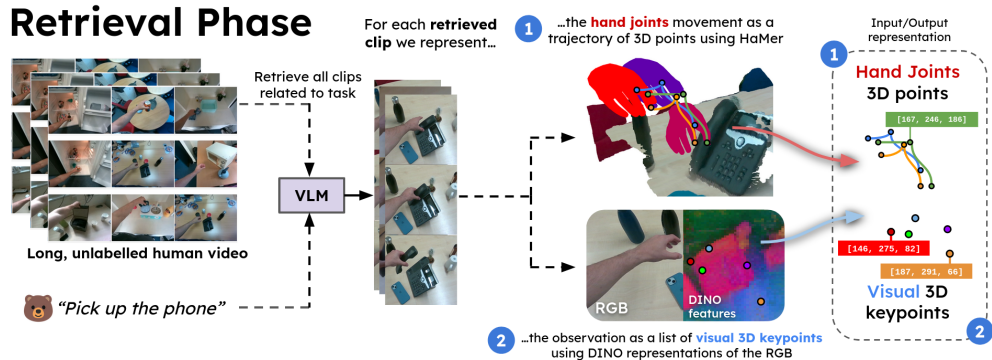 Retrieval Phase
For each retrieved
clip we represent...
1
...the hand joints movement as a
trajectory of 3D points using HaMer
Input/Output
representation
1
Hand Joints
3D points
[167, 246, 186]
Retrieve all clips
related to task
VLM
Long, unlabelled human video
“Pick up the phone”
RGB
DINO
features
[146, 275, 82]
[187, 291, 66]
Visual 3D
keypoints
2
2
...the observation as a list of visual 3D keypoints
using DINO representations of the RGB